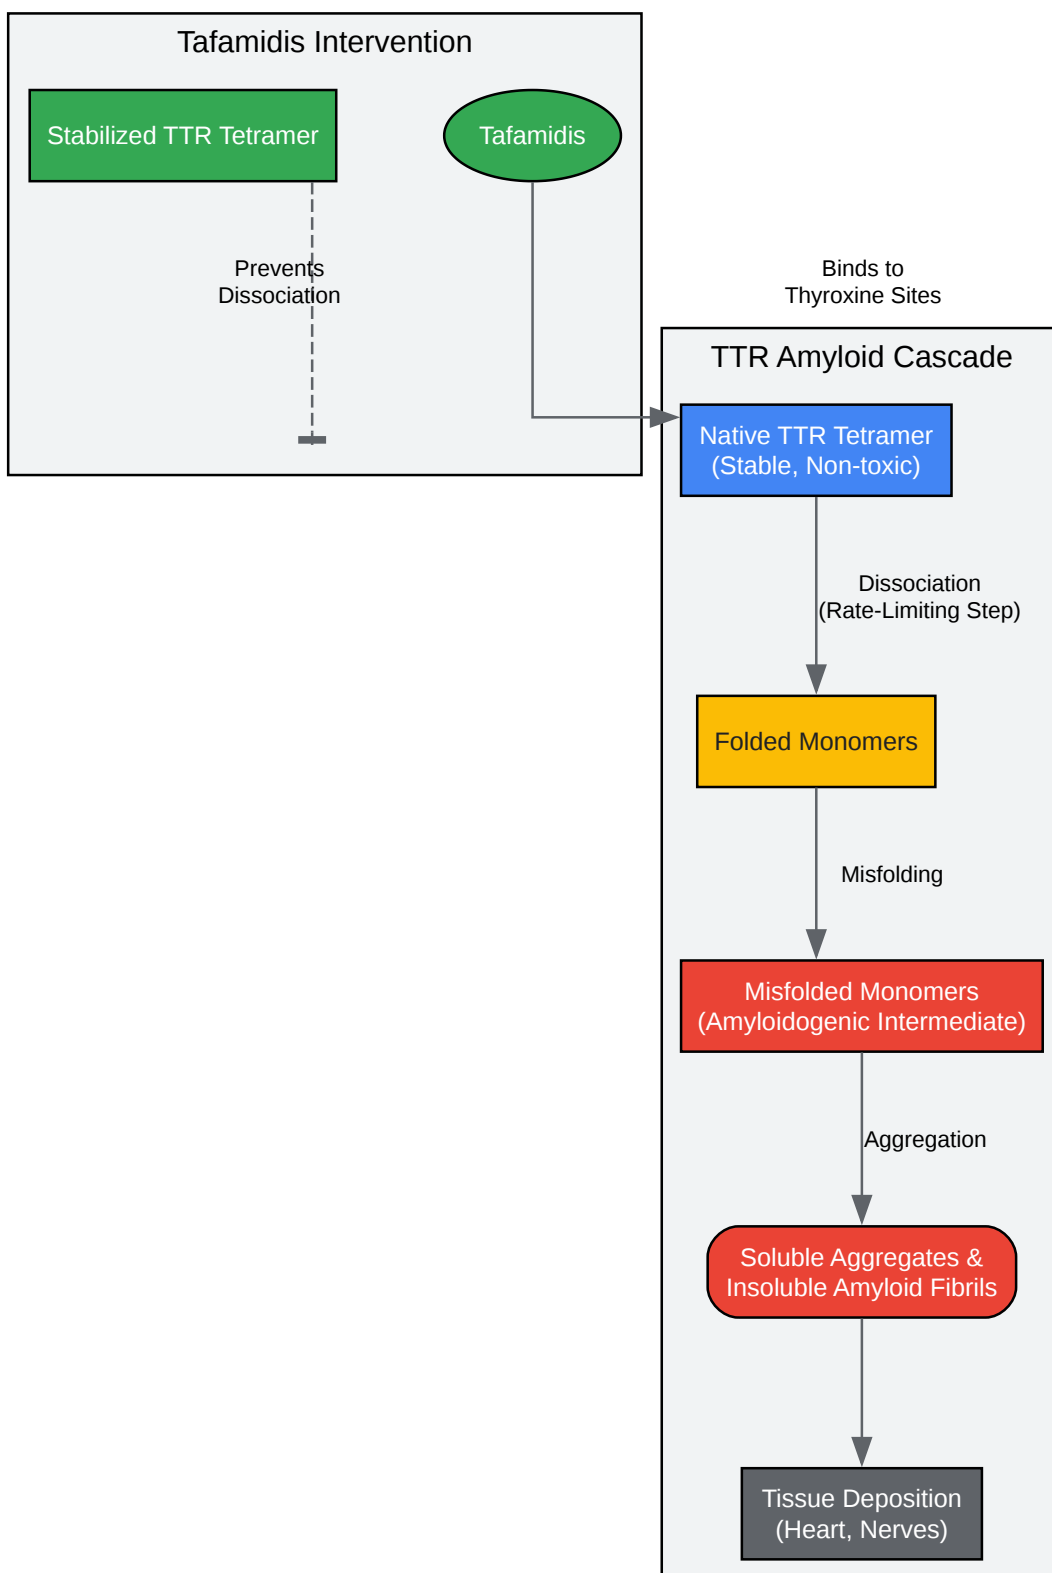 Tafamidis Intervention
Stabilized TTR Tetramer
Tafamidis
Prevents
Dissociation
Binds to
Thyroxine Sites
TTR Amyloid Cascade
Native TTR Tetramer
(Stable, Non-toxic)
Dissociation
(Rate-Limiting Step)
Folded Monomers
Misfolding
Misfolded Monomers
(Amyloidogenic Intermediate)
Aggregation
Soluble Aggregates &
Insoluble Amyloid Fibrils
Tissue Deposition
(Heart, Nerves)